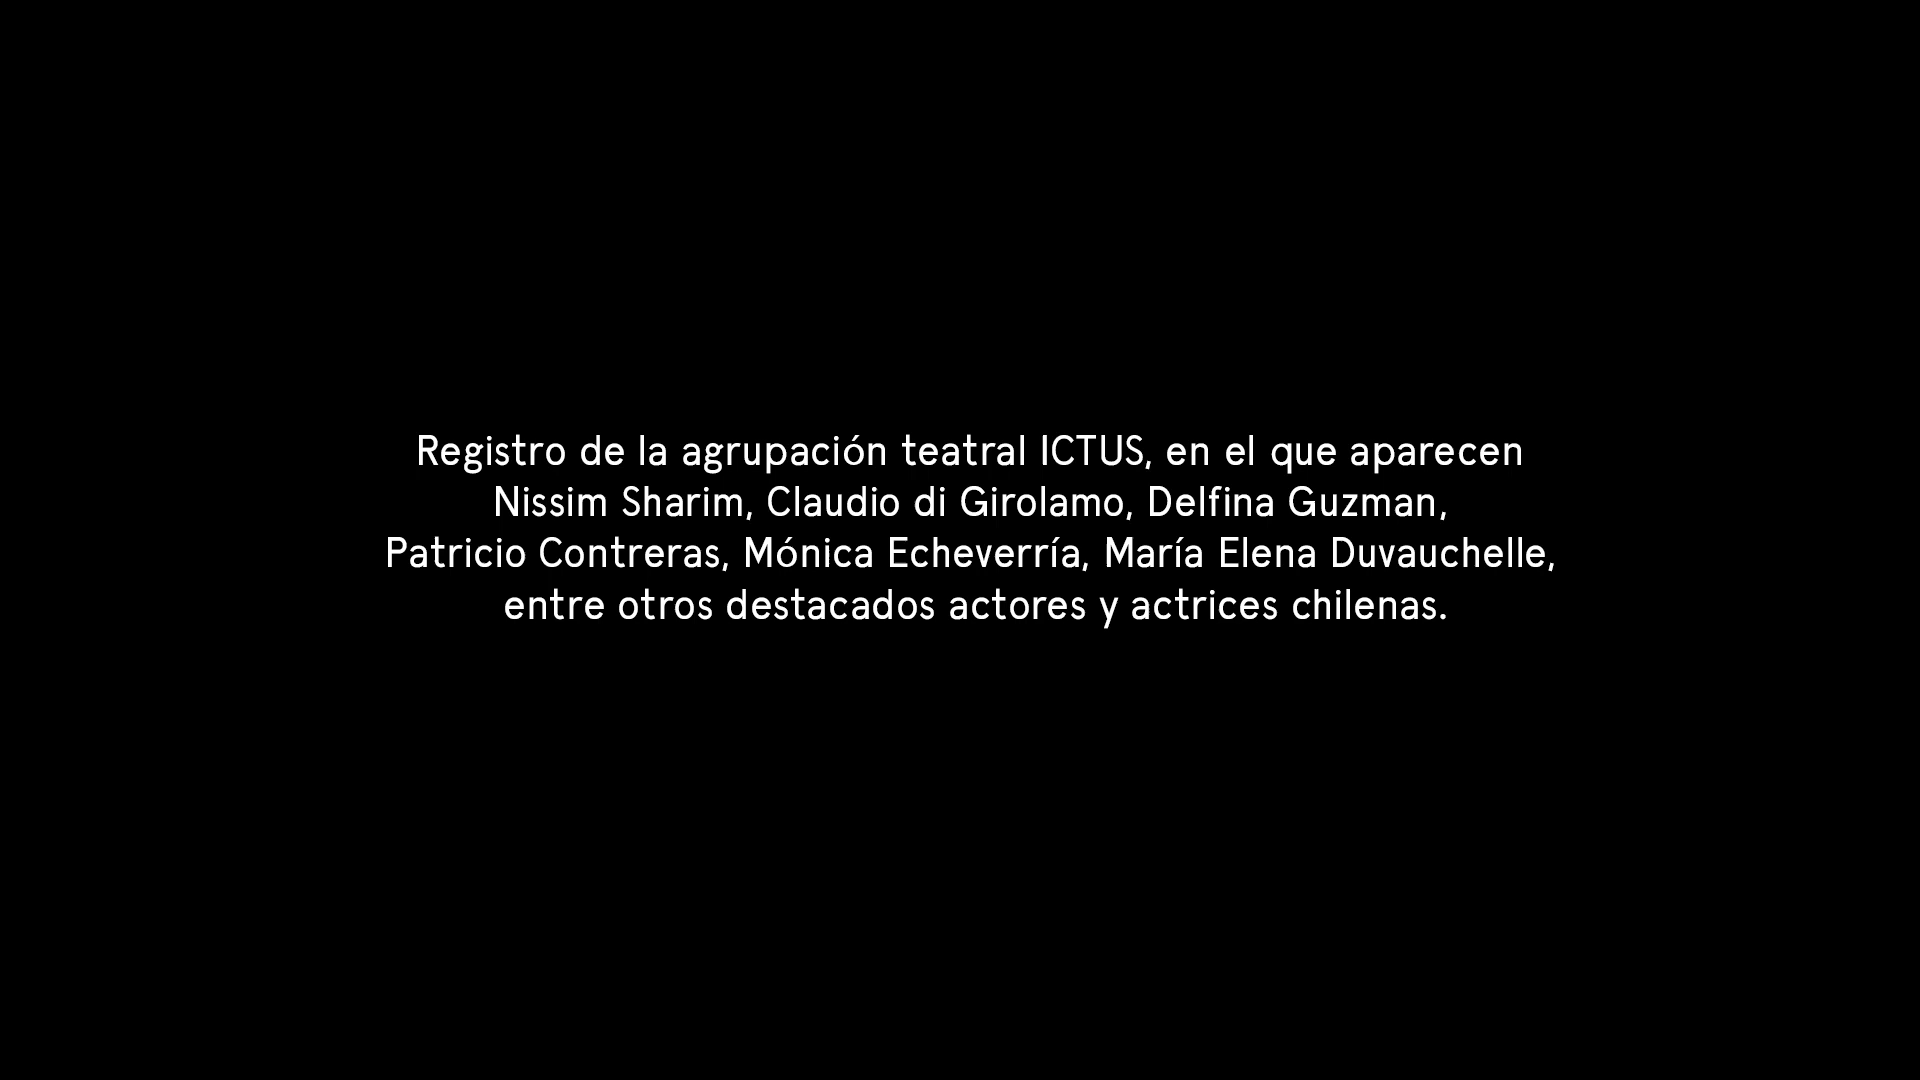 Registro de la agrupación teatral ICTUS, en el que aparecen
Nissim Sharim, Claudio di Girolamo, Delfina Guzman,
Patricio Contreras, Mónica Echeverría, María Elena Duvauchelle,
entre otros destacados actores y actrices chilenas.